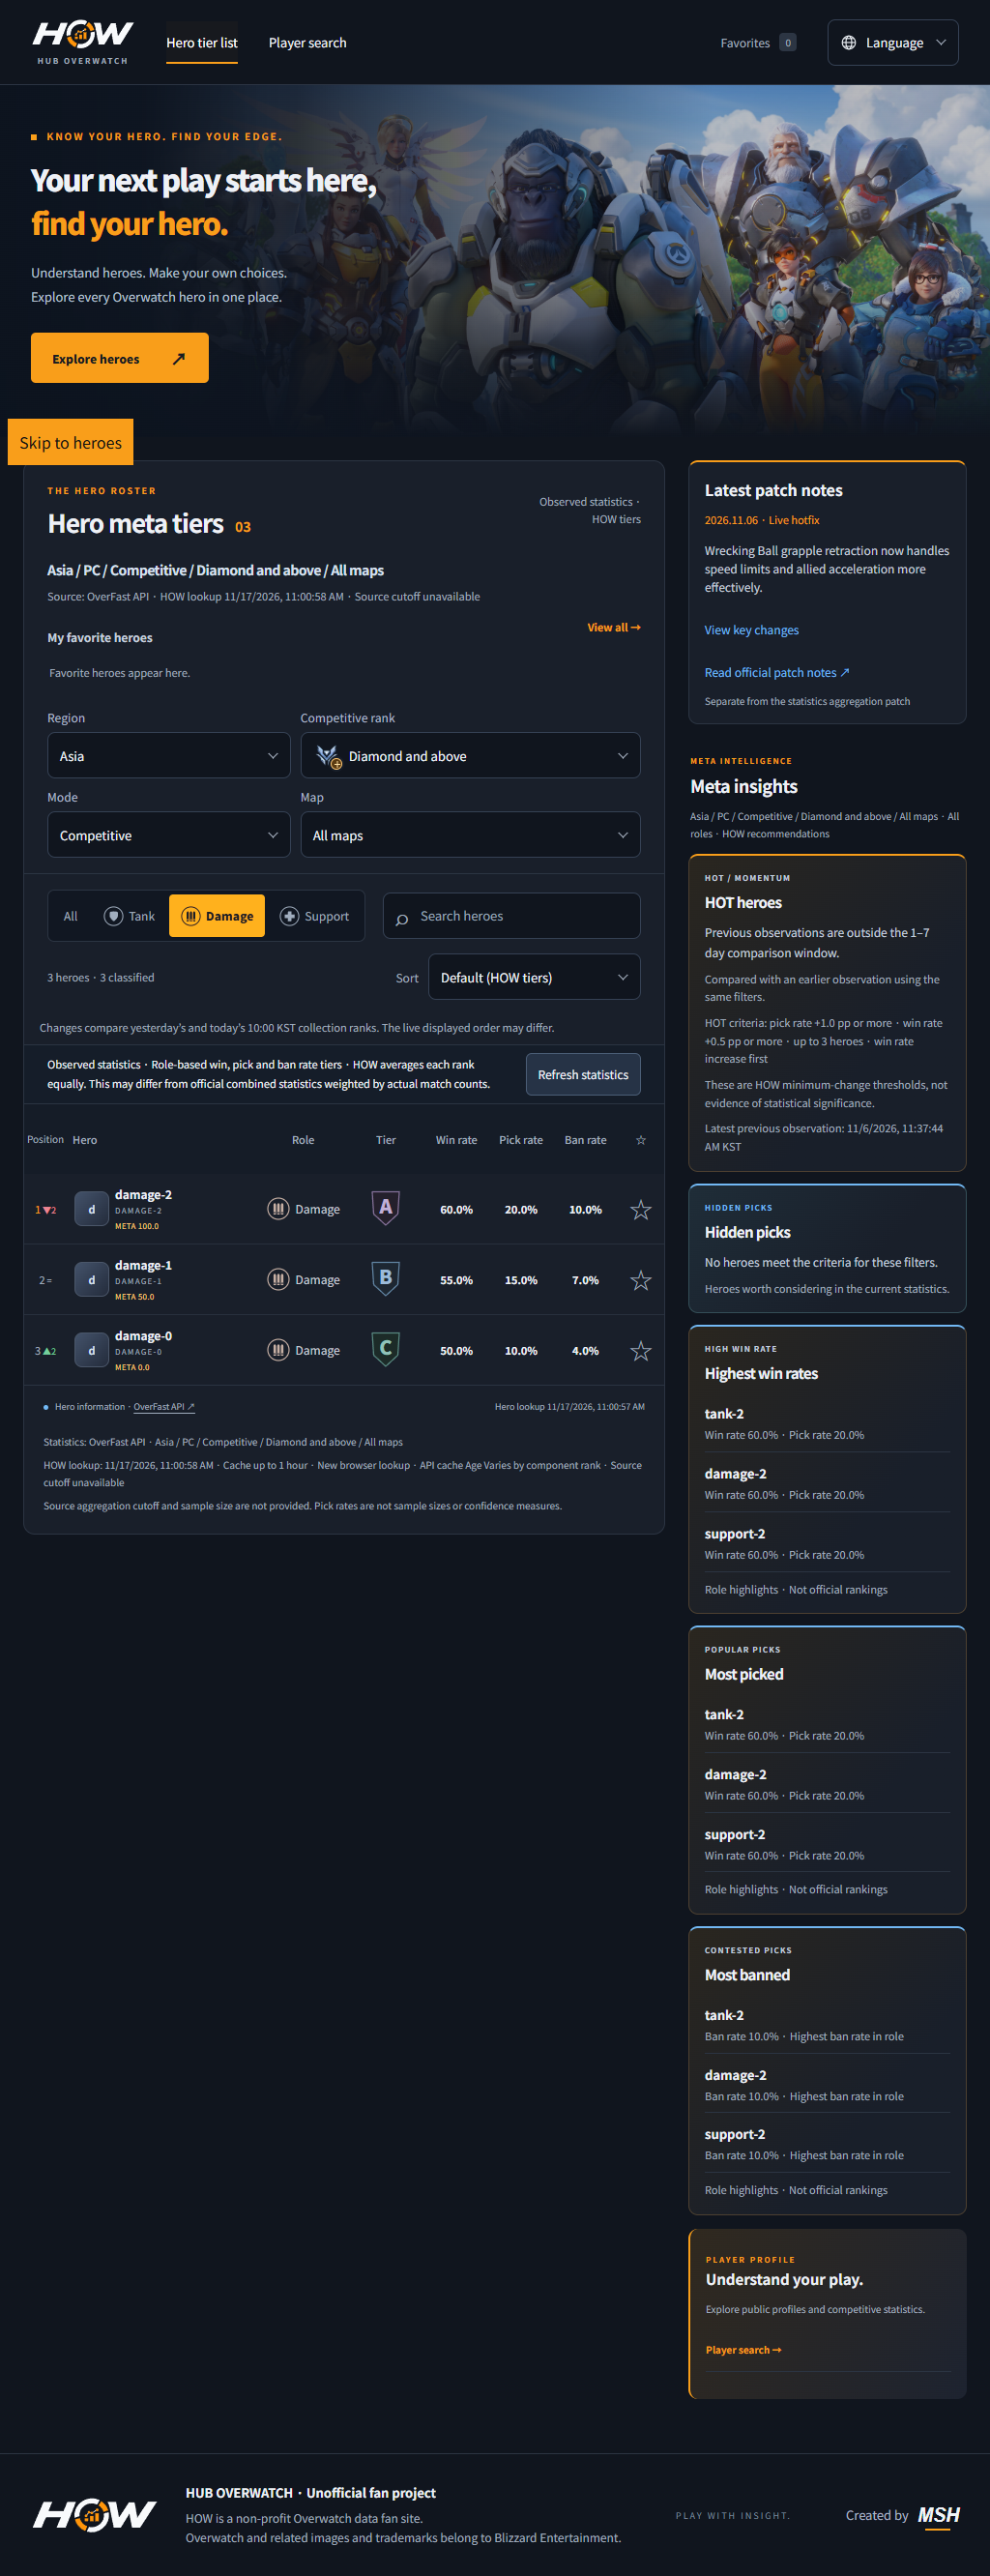 HOW
HUB OVERWATCH
Hero tier list
Player search
Favorites 0
Language
KNOW YOUR HERO. FIND YOUR EDGE.
Your next play starts here,
find your hero.
Understand heroes. Make your own choices.
Explore every Overwatch hero in one place.
Explore heroes ↗
Skip to heroes
THE HERO ROSTER
Hero meta tiers 03
Observed statistics ·
HOW tiers
Asia / PC / Competitive / Diamond and above / All maps
Source: OverFast API · HOW lookup 11/17/2026, 11:00:58 AM · Source cutoff unavailable
My favorite heroes
View all →
Favorite heroes appear here.
Region
Competitive rank
Asia
Diamond and above
Mode
Map
Competitive
All maps
All
Tank
Damage
Support
Search heroes
3 heroes · 3 classified
Sort
Default (HOW tiers)
Changes compare yesterday's and today's 10:00 KST collection ranks. The live displayed order may differ.
Observed statistics · Role-based win, pick and ban rate tiers · HOW averages each rank
equally. This may differ from official combined statistics weighted by actual match counts.
Refresh statistics
Position Hero Role Tier Win rate Pick rate Ban rate ☆
1 ▼2 d damage-2 Damage A 60.0% 20.0% 10.0% ☆
DAMAGE-2
META 100.0
2 = d damage-1 Damage B 55.0% 15.0% 7.0% ☆
DAMAGE-1
META 50.0
3 ▲2 d damage-0 Damage C 50.0% 10.0% 4.0% ☆
DAMAGE-0
META 0.0
Hero information · OverFast API ↗
Hero lookup 11/17/2026, 11:00:57 AM
Statistics: OverFast API · Asia / PC / Competitive / Diamond and above / All maps
HOW lookup: 11/17/2026, 11:00:58 AM · Cache up to 1 hour · New browser lookup · API cache Age Varies by component rank · Source
cutoff unavailable
Source aggregation cutoff and sample size are not provided. Pick rates are not sample sizes or confidence measures.
Latest patch notes
2026.11.06 · Live hotfix
Wrecking Ball grapple retraction now handles
speed limits and allied acceleration more
effectively.
View key changes
Read official patch notes ↗
Separate from the statistics aggregation patch
META INTELLIGENCE
Meta insights
Asia / PC / Competitive / Diamond and above / All maps · All
roles · HOW recommendations
HOT / MOMENTUM
HOT heroes
Previous observations are outside the 1–7
day comparison window.
Compared with an earlier observation using the
same filters.
HOT criteria: pick rate +1.0 pp or more · win rate
+0.5 pp or more · up to 3 heroes · win rate
increase first
These are HOW minimum-change thresholds, not
evidence of statistical significance.
Latest previous observation: 11/6/2026, 11:37:44
AM KST
HIDDEN PICKS
Hidden picks
No heroes meet the criteria for these filters.
Heroes worth considering in the current statistics.
HIGH WIN RATE
Highest win rates
tank-2
Win rate 60.0% · Pick rate 20.0%
damage-2
Win rate 60.0% · Pick rate 20.0%
support-2
Win rate 60.0% · Pick rate 20.0%
Role highlights · Not official rankings
POPULAR PICKS
Most picked
tank-2
Win rate 60.0% · Pick rate 20.0%
damage-2
Win rate 60.0% · Pick rate 20.0%
support-2
Win rate 60.0% · Pick rate 20.0%
Role highlights · Not official rankings
CONTESTED PICKS
Most banned
tank-2
Ban rate 10.0% · Highest ban rate in role
damage-2
Ban rate 10.0% · Highest ban rate in role
support-2
Ban rate 10.0% · Highest ban rate in role
Role highlights · Not official rankings
PLAYER PROFILE
Understand your play.
Explore public profiles and competitive statistics.
Player search →
HOW
HUB OVERWATCH · Unofficial fan project
HOW is a non-profit Overwatch data fan site.
Overwatch and related images and trademarks belong to Blizzard Entertainment.
PLAY WITH INSIGHT.
Created by MSH